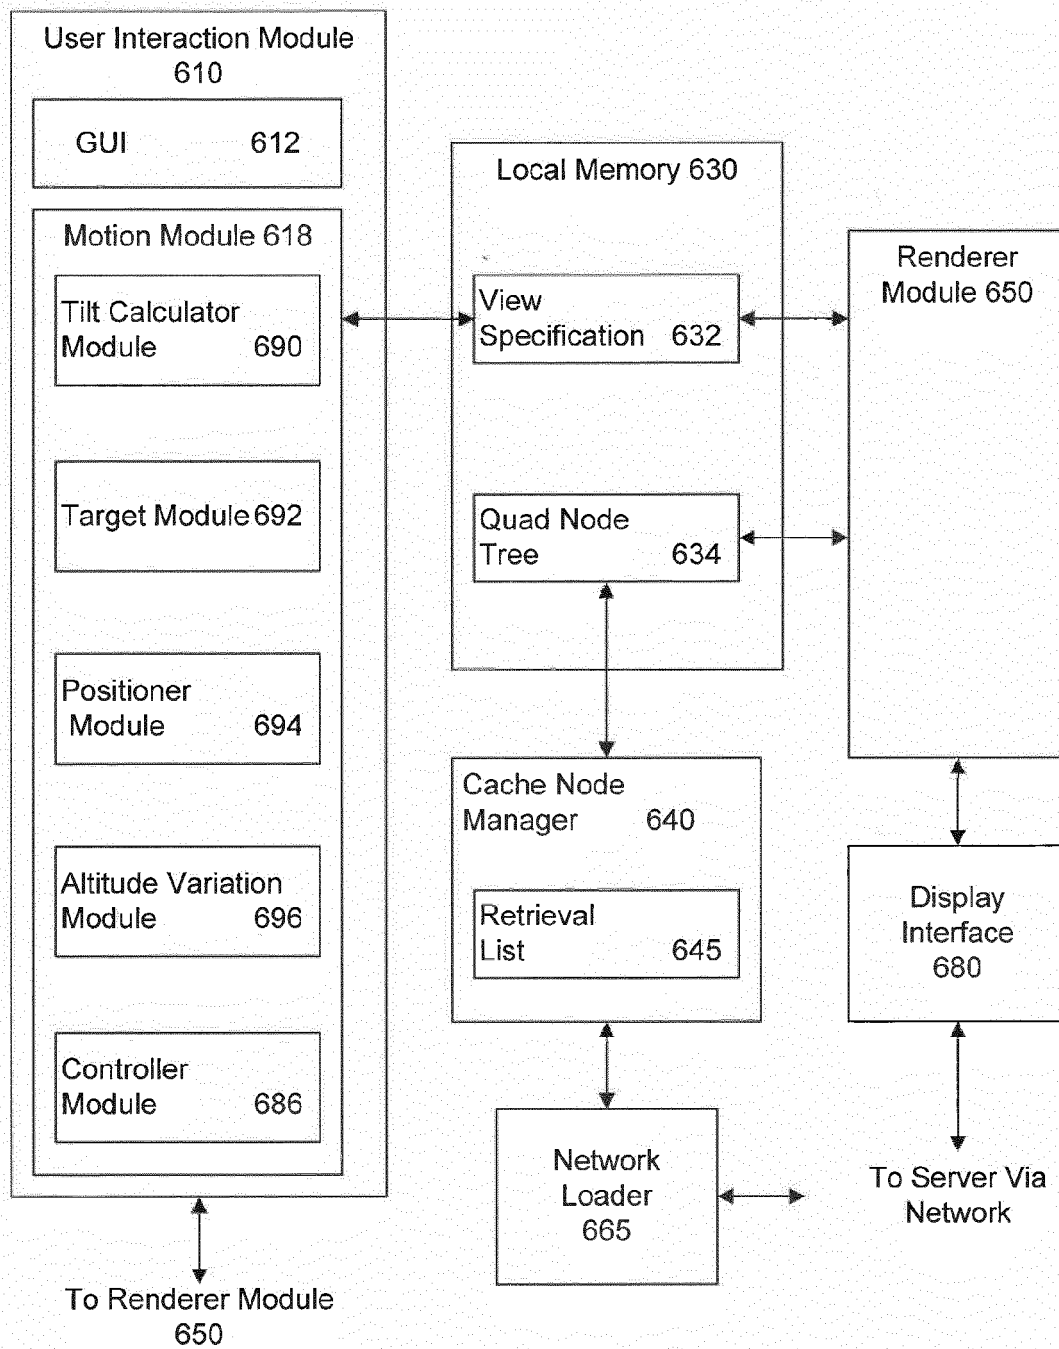 User Interaction Module
610
GUI 612
Motion Module 618
Tilt Calculator
Module 690
Target Module 692
Positioner
Module 694
Altitude Variation
Module 696
Controller
Module 686
To Renderer Module
650
Local Memory 630
View
Specification 632
Quad Node
Tree 634
Cache Node
Manager 640
Retrieval
List 645
Network
Loader
665
Renderer
Module 650
Display
Interface
680
To Server Via
Network